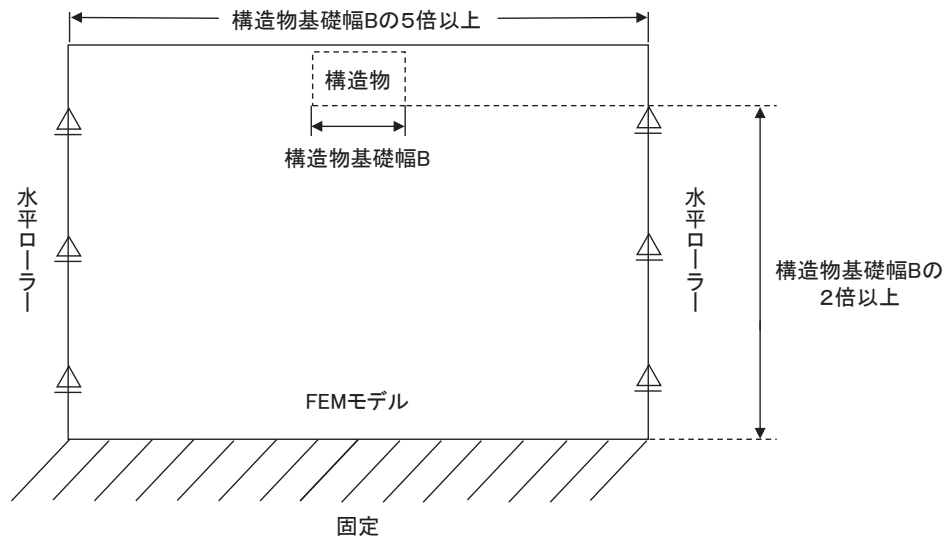 構造物基礎幅Bの5倍以上
構造物
構造物基礎幅B
水平ローラー
水平ローラー
構造物基礎幅Bの
2倍以上
FEMモデル
固定